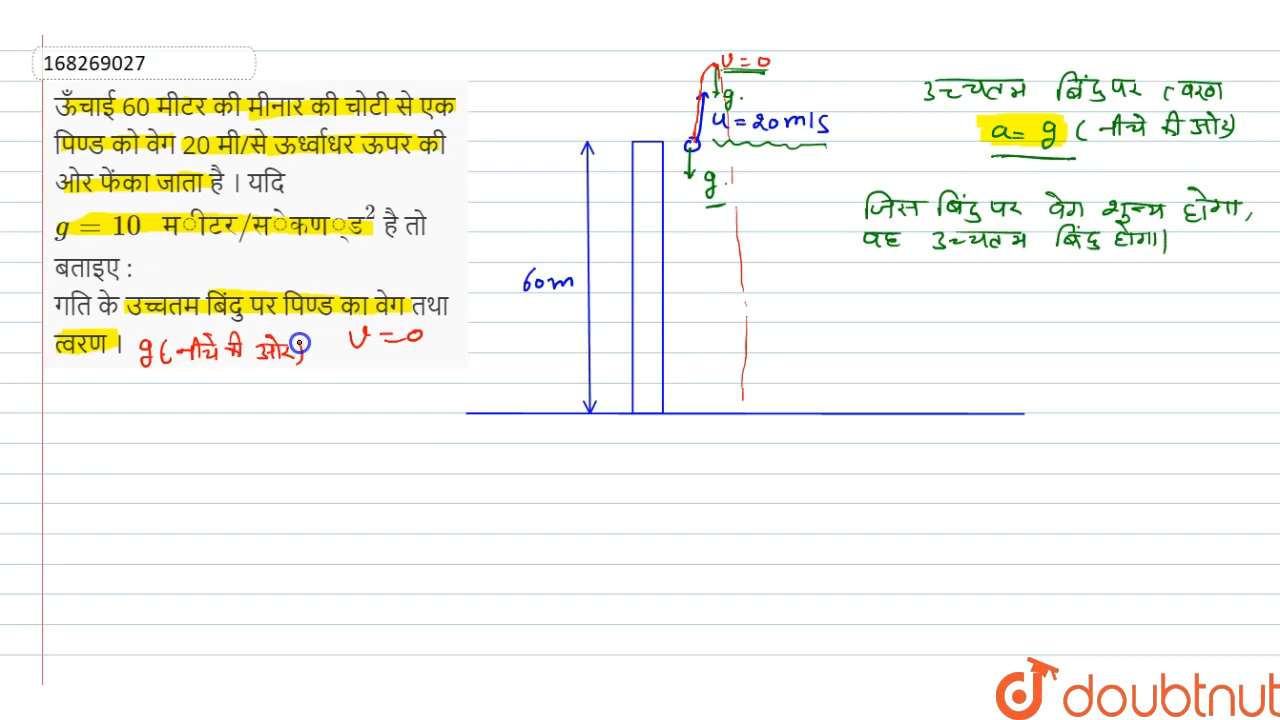 168269027
ऊँचाई 60 मीटर की मीनार की चोटी से एक
पिण्ड को वेग 20 मी/से ऊर्ध्वाधर ऊपर की
ओर फेंका जाता है । यदि
g = 10 मीटर/सेकण्ड² है तो
बताइए :
गति के उच्चतम बिंदु पर पिण्ड का वेग तथा
त्वरण ।
g (नीचे की ओर) v = 0
v = 0
g.
u = 20 m/s
g.
60m
उच्चतम बिंदु पर त्वरण
a = g (नीचे की ओर)
जिस बिंदु पर वेग शून्य होगा,
वह उच्चतम बिंदु होगा।
doubtnut